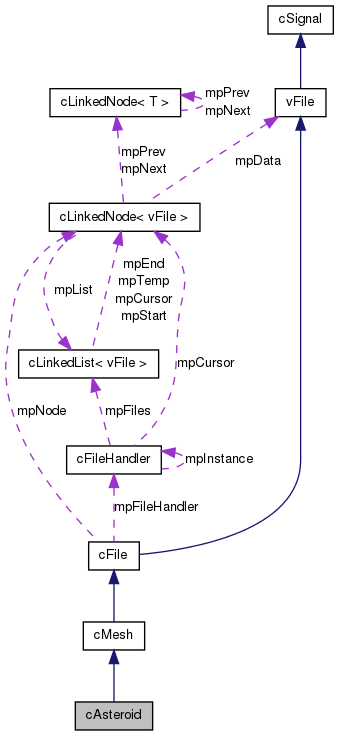 cSignal
cLinkedNode< T >
mpPrev
mpNext
vFile
mpPrev
mpNext
mpData
cLinkedNode< vFile >
mpList
mpEnd
mpTemp
mpCursor
mpStart
cLinkedList< vFile >
mpCursor
mpNode
mpFiles
cFileHandler
mpInstance
mpFileHandler
cFile
cMesh
cAsteroid